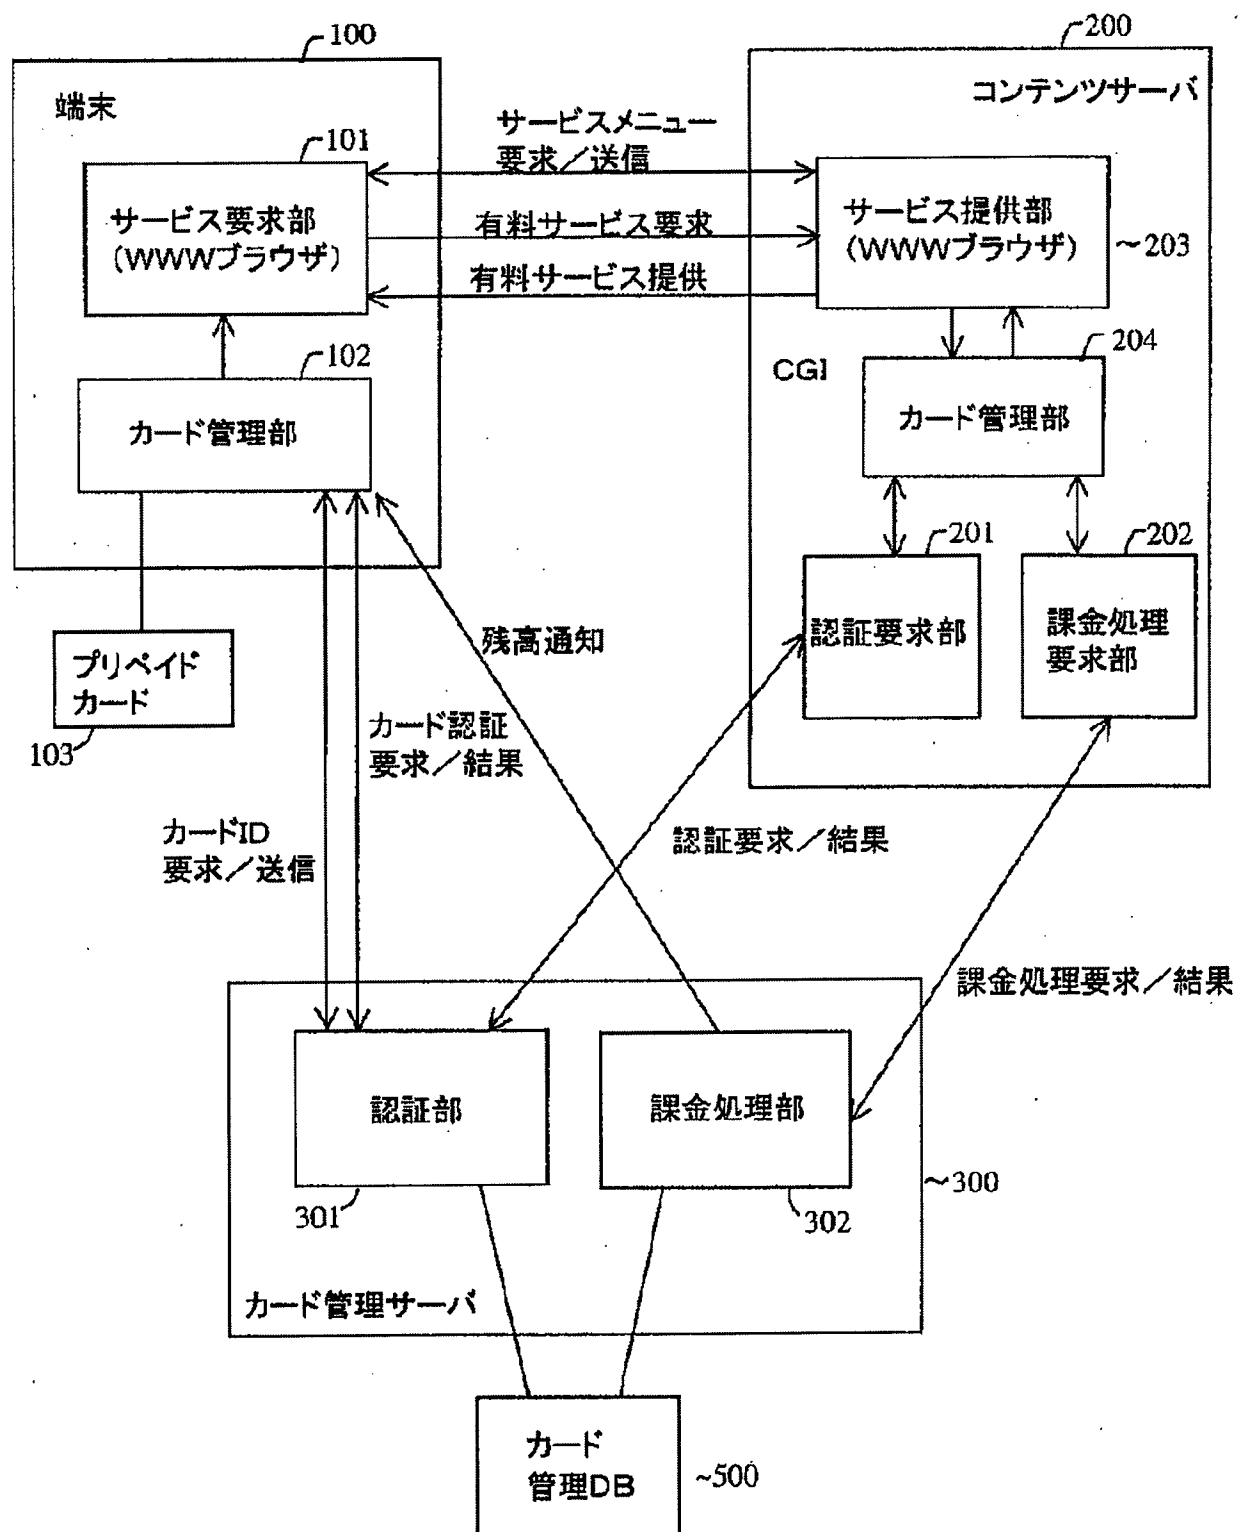 100
端末
101
サービス要求部
(WWWブラウザ)
102
カード管理部
プリペイド
カード
103
サービスメニュー
要求／送信
有料サービス要求
有料サービス提供
200
コンテンツサーバ
サービス提供部
(WWWブラウザ)
~203
CGI
204
カード管理部
201
認証要求部
202
課金処理
要求部
残高通知
カード認証
要求／結果
カードID
要求／送信
認証要求／結果
課金処理要求／結果
認証部
301
課金処理部
302
~300
カード管理サーバ
カード
管理DB
~500